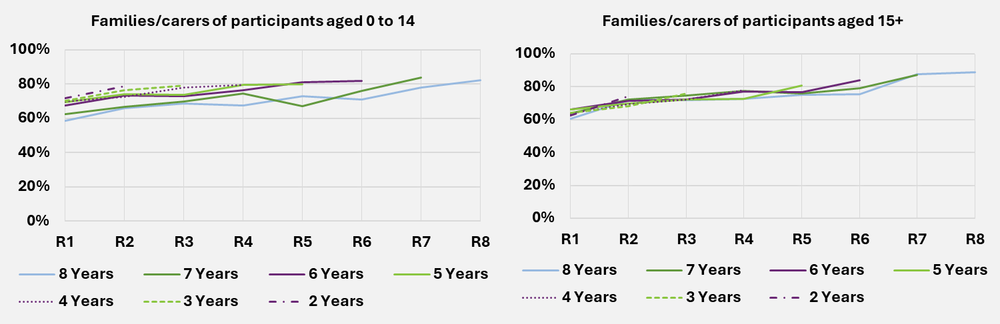 Families/carers of participants aged 0 to 14
100%
80%
60%
40%
20%
0%
R1 R2 R3 R4 R5 R6 R7 R8
8 Years 7 Years 6 Years 5 Years
4 Years 3 Years 2 Years
Families/carers of participants aged 15+
100%
80%
60%
40%
20%
0%
R1 R2 R3 R4 R5 R6 R7 R8
8 Years 7 Years 6 Years 5 Years
4 Years 3 Years 2 Years